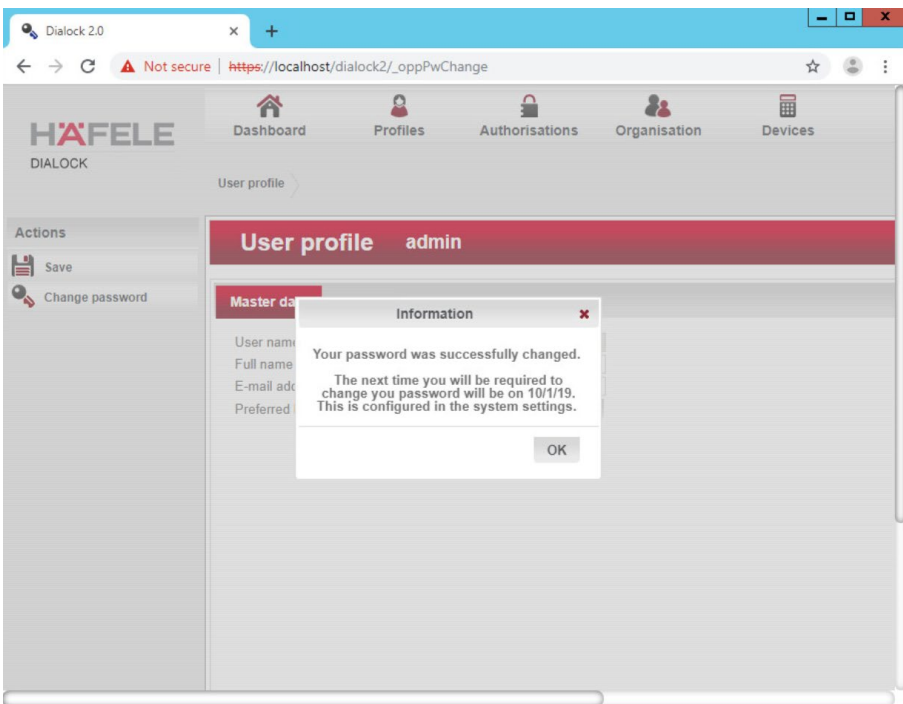 Dialock 2.0
Not secure | https://localhost/dialock2/_oppPwChange
HÄFELE
DIALOCK
Dashboard Profiles Authorisations Organisation Devices
User profile
Actions
Save
Change password
User profile admin
Master da
Information
User name
Full name
E-mail add
Preferred
Your password was successfully changed.
The next time you will be required to
change you password will be on 10/1/19.
This is configured in the system settings.
OK